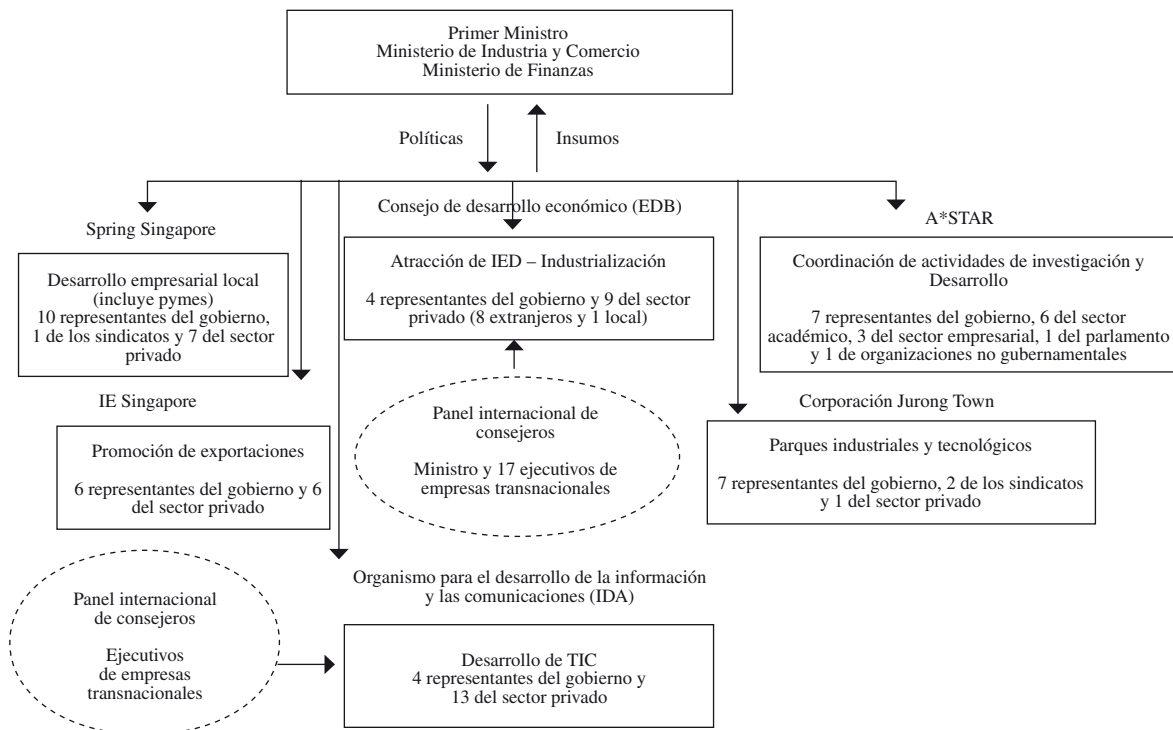 Primer Ministro
Ministerio de Industria y Comercio
Ministerio de Finanzas
Políticas
Insumos
Consejo de desarrollo económico (EDB)
A*STAR
Spring Singapore
Desarrollo empresarial local
(incluye pymes)
10 representantes del gobierno,
1 de los sindicatos y 7 del sector
privado
Atracción de IED – Industrialización
4 representantes del gobierno y 9 del sector
privado (8 extranjeros y 1 local)
Coordinación de actividades de investigación y
Desarrollo
7 representantes del gobierno, 6 del sector
académico, 3 del sector empresarial, 1 del parlamento
y 1 de organizaciones no gubernamentales
IE Singapore
Promoción de exportaciones
6 representantes del gobierno y 6
del sector privado
Panel internacional de
consejeros
Ministro y 17 ejecutivos de
empresas transnacionales
Corporación Jurong Town
Parques industriales y tecnológicos
7 representantes del gobierno, 2 de los sindicatos
y 1 del sector privado
Panel internacional
de consejeros
Ejecutivos
de empresas
transnacionales
Organismo para el desarrollo de la información
y las comunicaciones (IDA)
Desarrollo de TIC
4 representantes del gobierno y
13 del sector privado